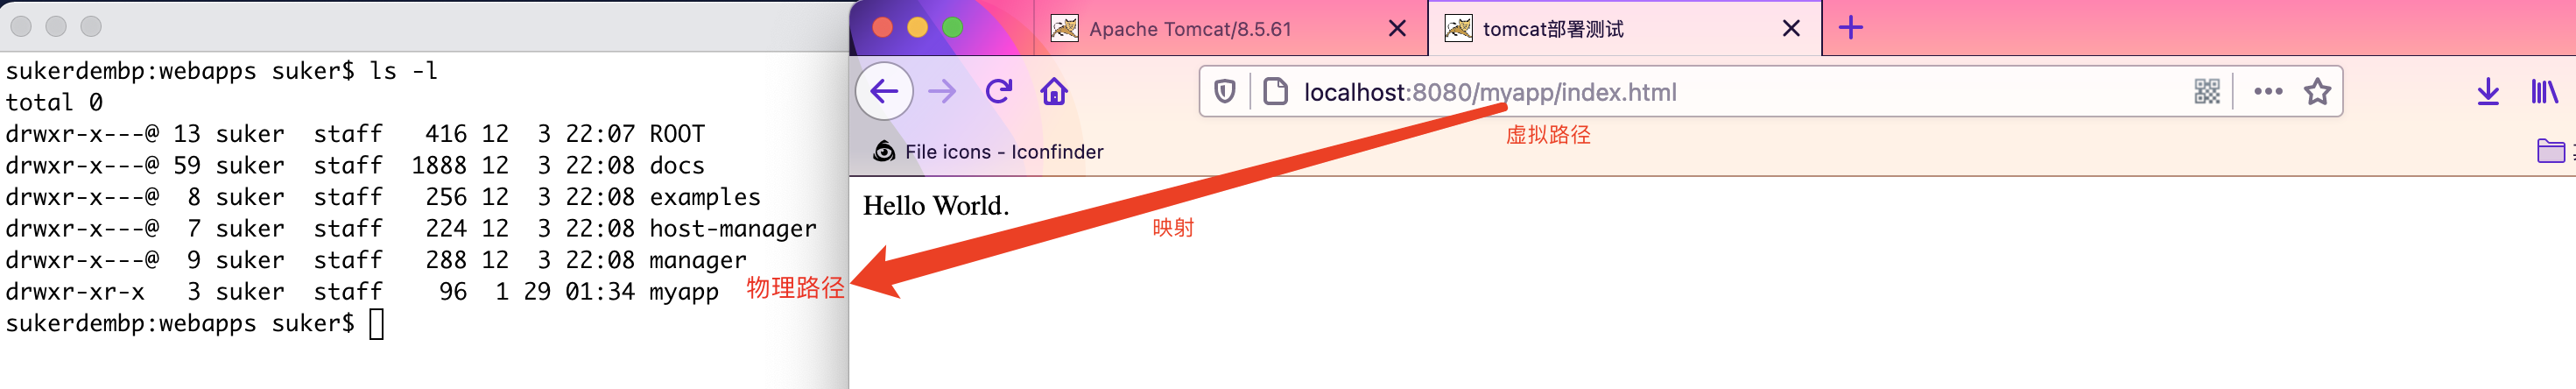 sukerdembp:webapps suker$ ls -l
total 0
drwxr-x---@ 13 suker  staff   416 12  3 22:07 ROOT
drwxr-x---@ 59 suker  staff  1888 12  3 22:08 docs
drwxr-x---@  8 suker  staff   256 12  3 22:08 examples
drwxr-x---@  7 suker  staff   224 12  3 22:08 host-manager
drwxr-x---@  9 suker  staff   288 12  3 22:08 manager
drwxr-xr-x   3 suker  staff    96  1 29 01:34 myapp
物理路径
sukerdembp:webapps suker$
Apache Tomcat/8.5.61
tomcat部署测试
localhost:8080/myapp/index.html
虚拟路径
File icons - Iconfinder
Hello World.
映射